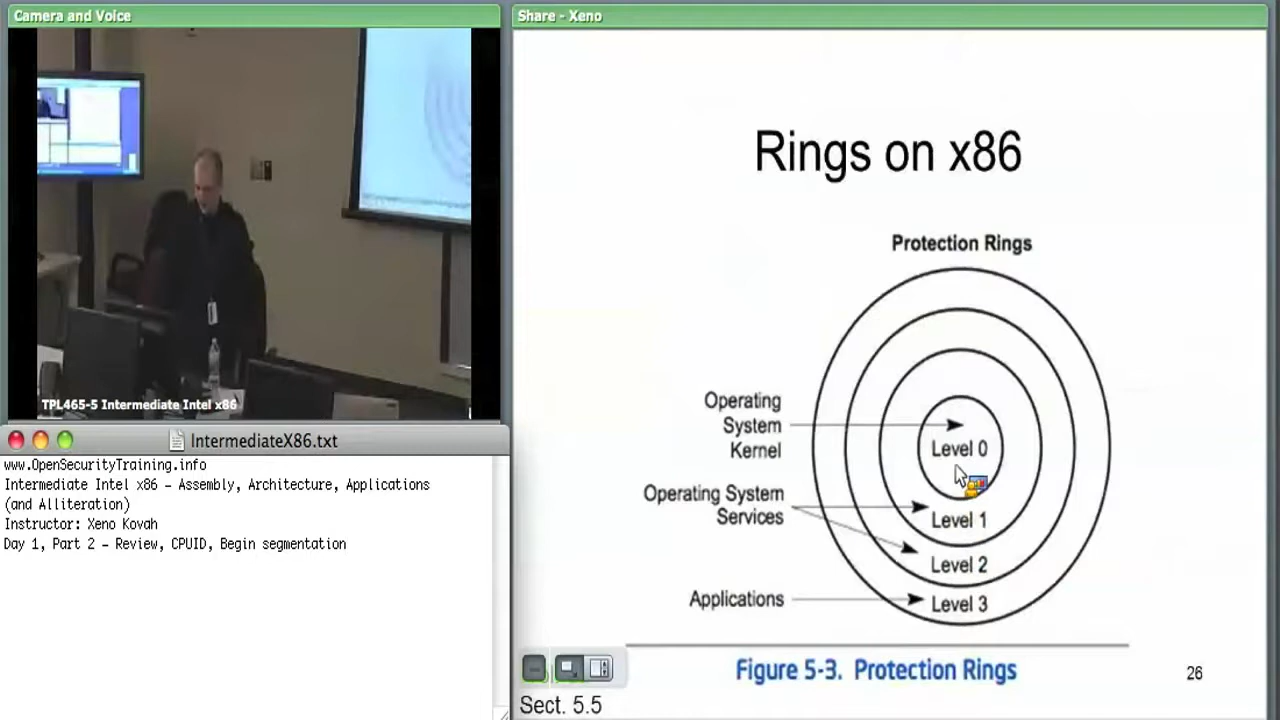 Camera and Voice
TPL465-5 Intermediate Intel x86
IntermediateX86.txt
www.OpenSecurityTraining.info
Intermediate Intel x86 – Assembly, Architecture, Applications
(and Alliteration)
Instructor: Xeno Kovah
Day 1, Part 2 – Review, CPUID, Begin segmentation
Share - Xeno
Rings on x86
Protection Rings
Operating
System
Kernel
Level 0
Operating System
Services
Level 1
Level 2
Applications
Level 3
Figure 5-3. Protection Rings
26
Sect. 5.5